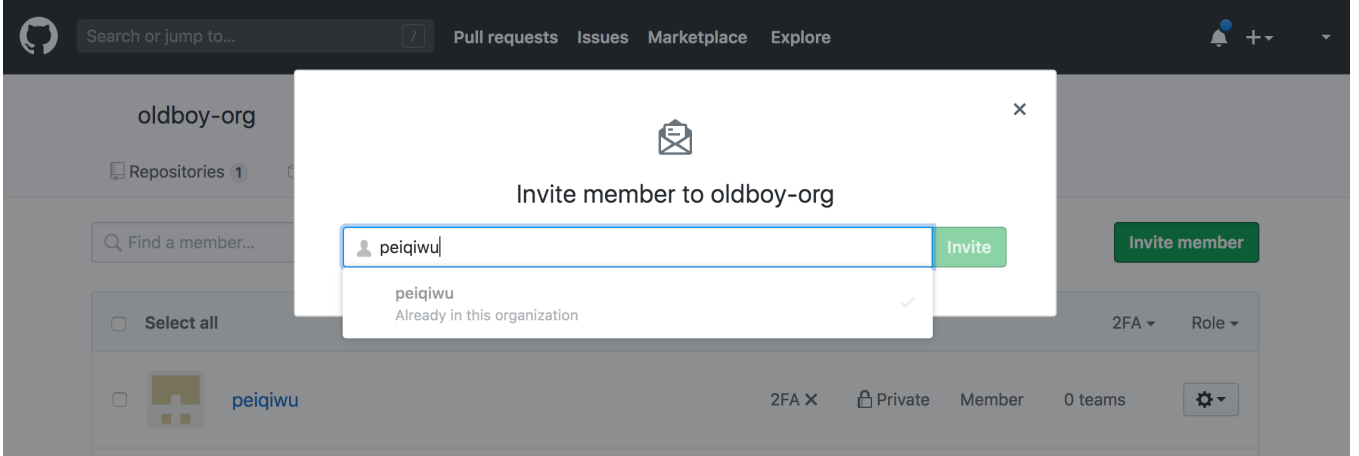 Search or jump to... /
Pull requests Issues Marketplace Explore
oldboy-org
Repositories 1
Invite member to oldboy-org
Find a member...
peiqiwu
Invite
Invite member
peiqiwu
Already in this organization
Select all
2FA Role
peiqiwu
2FA Private Member 0 teams